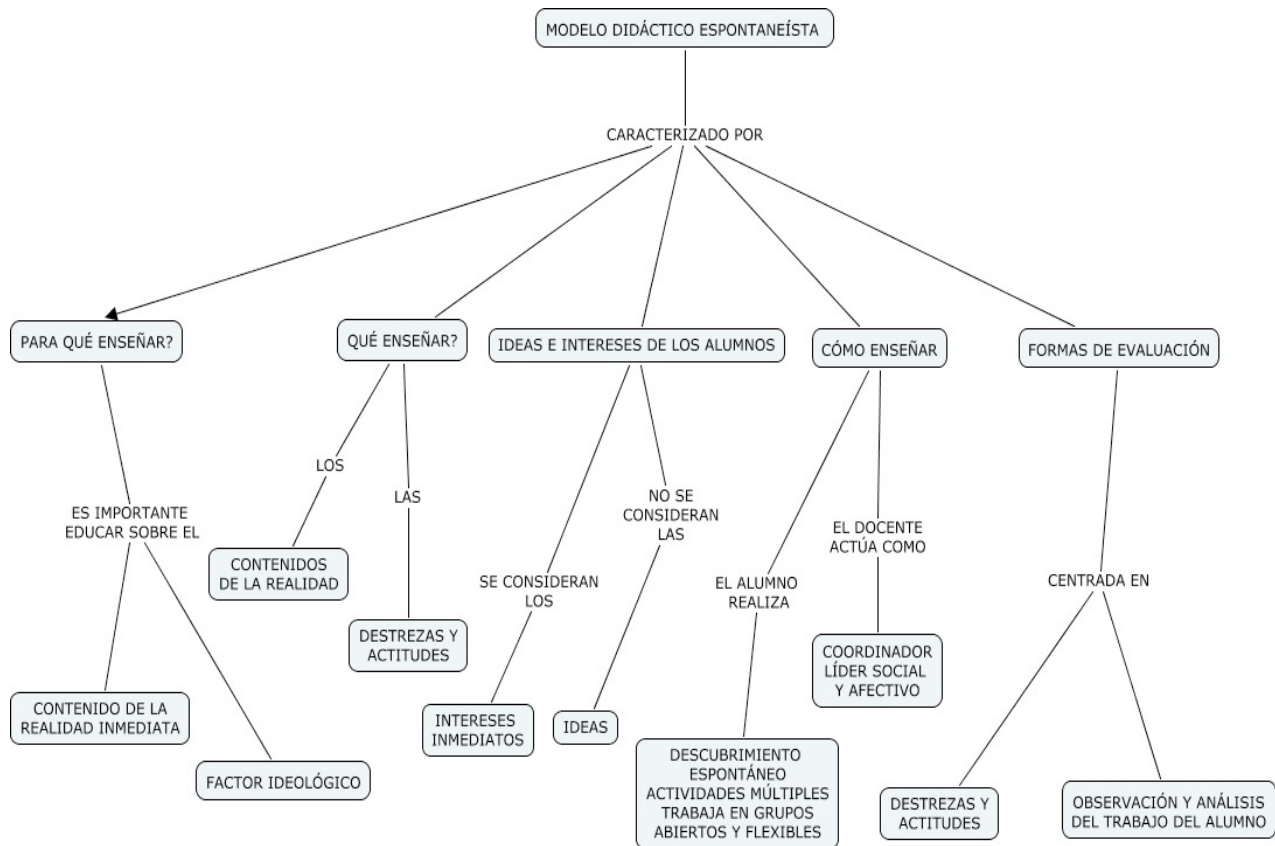 MODELO DIDÁCTICO ESPONTANEÍSTA
CARACTERIZADO POR
PARA QUÉ ENSEÑAR?
QUÉ ENSEÑAR?
IDEAS E INTERESES DE LOS ALUMNOS
CÓMO ENSEÑAR
FORMAS DE EVALUACIÓN
ES IMPORTANTE
EDUCAR SOBRE EL
CONTENIDO DE LA
REALIDAD INMEDIATA
FACTOR IDEOLÓGICO
LOS
CONTENIDOS
DE LA REALIDAD
LAS
DESTREZAS Y
ACTITUDES
SE CONSIDERAN
LOS
INTERESES
INMEDIATOS
NO SE
CONSIDERAN
LAS
IDEAS
EL ALUMNO
REALIZA
DESCUBRIMIENTO
ESPONTÁNEO
ACTIVIDADES MÚLTIPLES
TRABAJA EN GRUPOS
ABIERTOS Y FLEXIBLES
EL DOCENTE
ACTÚA COMO
COORDINADOR
LÍDER SOCIAL
Y AFECTIVO
CENTRADA EN
DESTREZAS Y
ACTITUDES
OBSERVACIÓN Y ANÁLISIS
DEL TRABAJO DEL ALUMNO